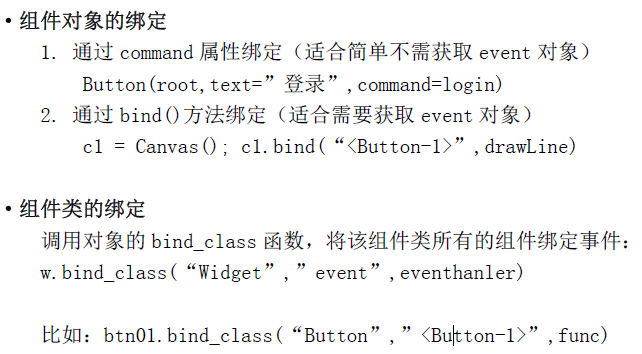 • 组件对象的绑定
1. 通过 command 属性绑定（适合简单不需获取 event 对象）
Button(root,text=”登录”,command=login)
2. 通过 bind()方法绑定（适合需要获取 event 对象）
c1 = Canvas(); c1.bind(“<Button-1>”,drawLine)
• 组件类的绑定
调用对象的 bind_class 函数，将该组件类所有的组件绑定事件：
w.bind_class(“Widget”,”event”,eventhanler)
比如：btn01.bind_class(“Button”,”<Button-1>”,func)